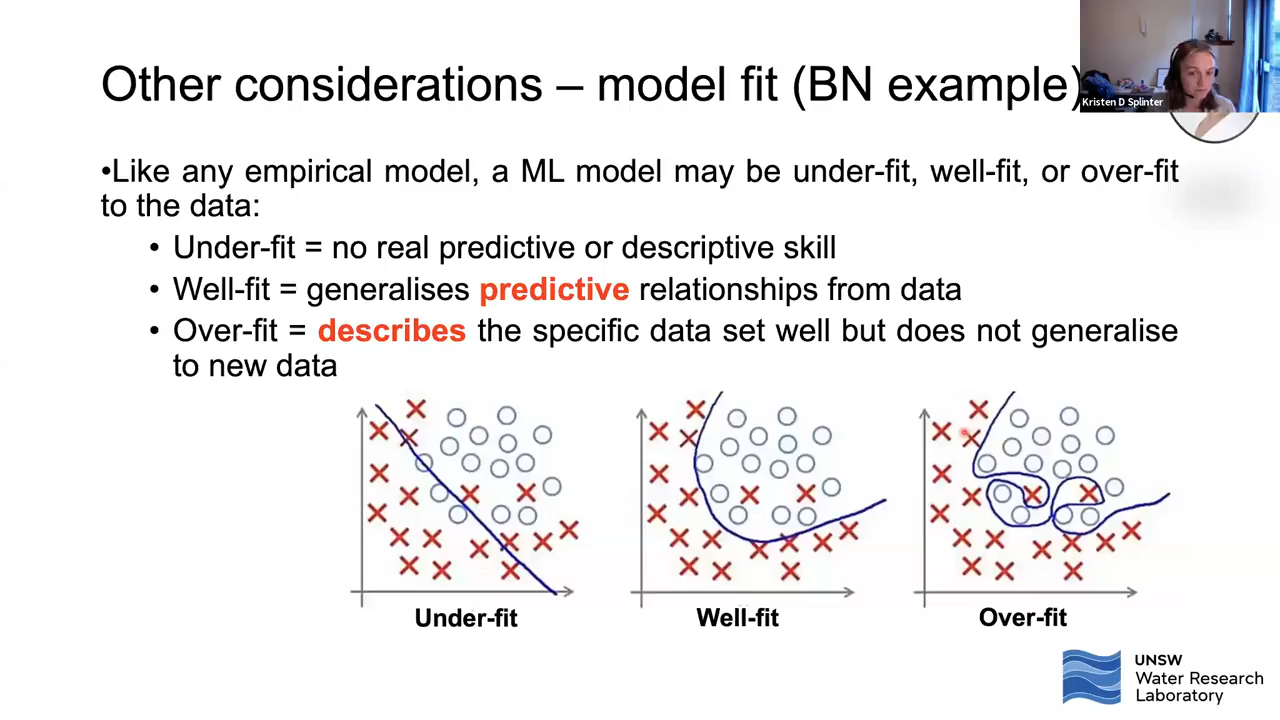 Other considerations – model fit (BN example)
Kristen D Splinter
•Like any empirical model, a ML model may be under-fit, well-fit, or over-fit
to the data:
• Under-fit = no real predictive or descriptive skill
• Well-fit = generalises predictive relationships from data
• Over-fit = describes the specific data set well but does not generalise
to new data
Under-fit
Well-fit
Over-fit
UNSW
Water Research
Laboratory